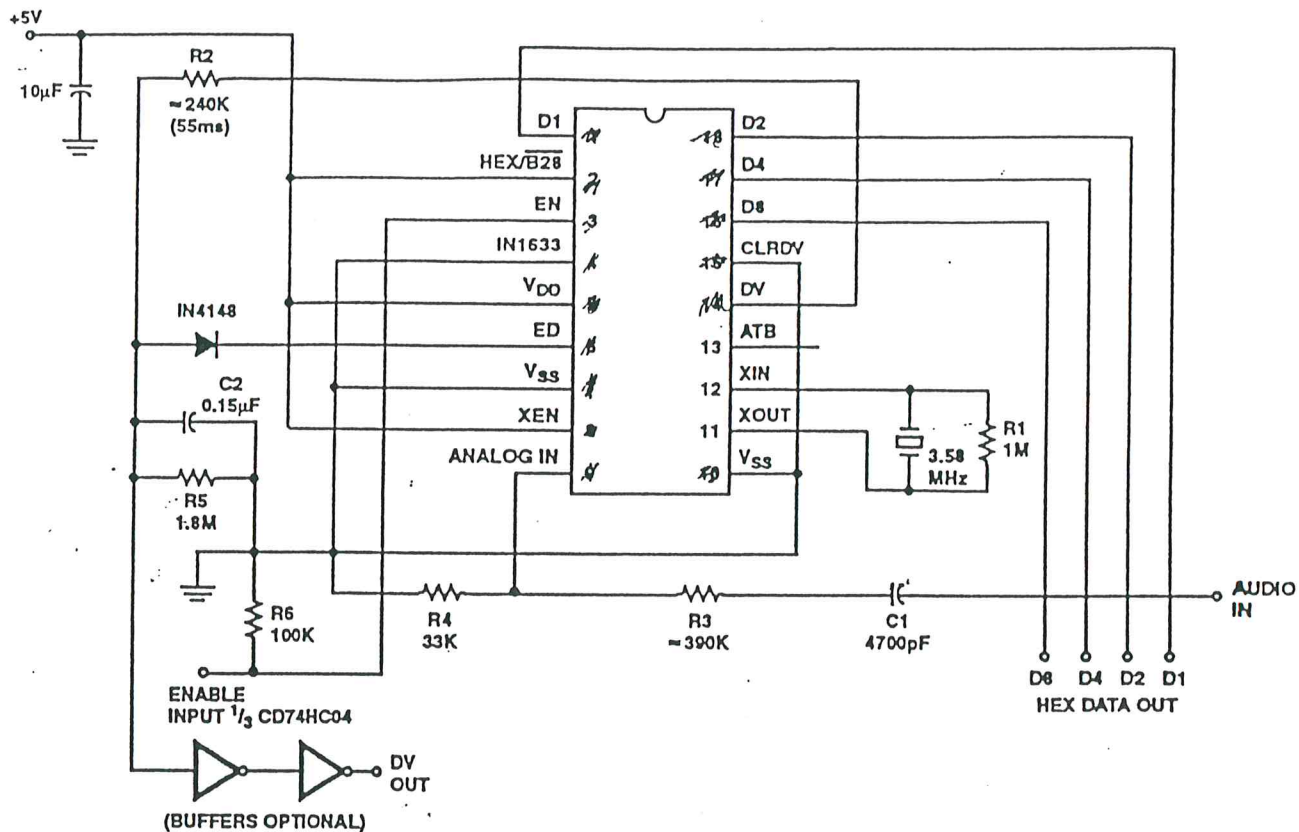 +5V
R2
10µF
≈240K
(55ms)
D1
D2
HEX/B28
D4
EN
3
D8
IN1633
CLRDV
VDD
DV
IN4148
ED
ATB
13
VSS
XIN
12
C2
0.15µF
XEN
XOUT
11
R1
1M
3.58
MHz
ANALOG IN
VSS
R5
1.8M
R6
100K
R4
33K
R3
≈390K
C1
4700pF
AUDIO
IN
D8 D4 D2 D1
HEX DATA OUT
ENABLE
INPUT 1/3 CD74HC04
DV
OUT
(BUFFERS OPTIONAL)